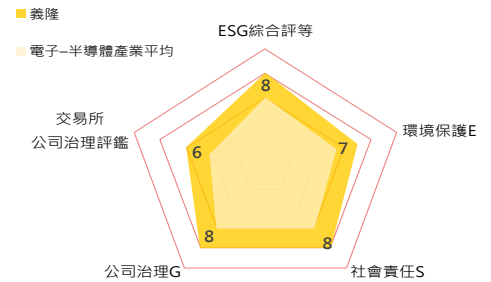 義隆
電子–半導體產業平均
ESG綜合評等
8
交易所
公司治理評鑑
環境保護E
6
7
8
8
公司治理G
社會責任S